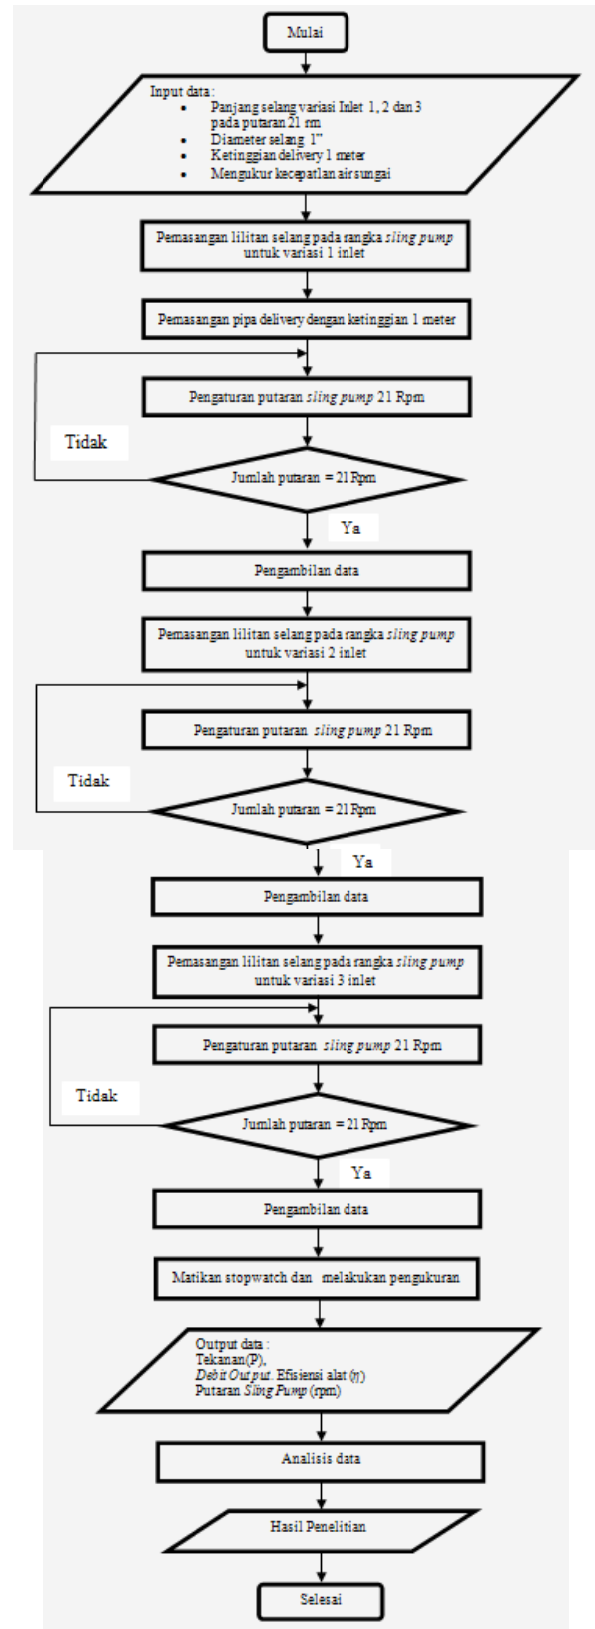 Mulai
Input data :
• Panjang selang variasi Inlet 1, 2 dan 3
pada putaran 21 rm
• Diameter selang 1”
• Ketinggian delivery 1 meter
• Mengukur kecepatlan air sungai
Pemasangan lilitan selang pada rangka sling pump
untuk variasi 1 inlet
Pemasangan pipa delivery dengan ketinggian 1 meter
Pengaturan putaran sling pump 21 Rpm
Tidak
Jumlah putaran = 21 Rpm
Ya
Pengambilan data
Pemasangan lilitan selang pada rangka sling pump
untuk variasi 2 inlet
Pengaturan putaran sling pump 21 Rpm
Tidak
Jumlah putaran = 21 Rpm
Ya
Pengambilan data
Pemasangan lilitan selang pada rangka sling pump
untuk variasi 3 inlet
Pengaturan putaran sling pump 21 Rpm
Tidak
Jumlah putaran = 21 Rpm
Ya
Pengambilan data
Matikan stopwatch dan melakukan pengukuran
Output data :
Tekanan(P),
Debit Output. Efisiensi alat (η)
Putaran Sling Pump (rpm)
Analisis data
Hasil Penelitian
Selesai